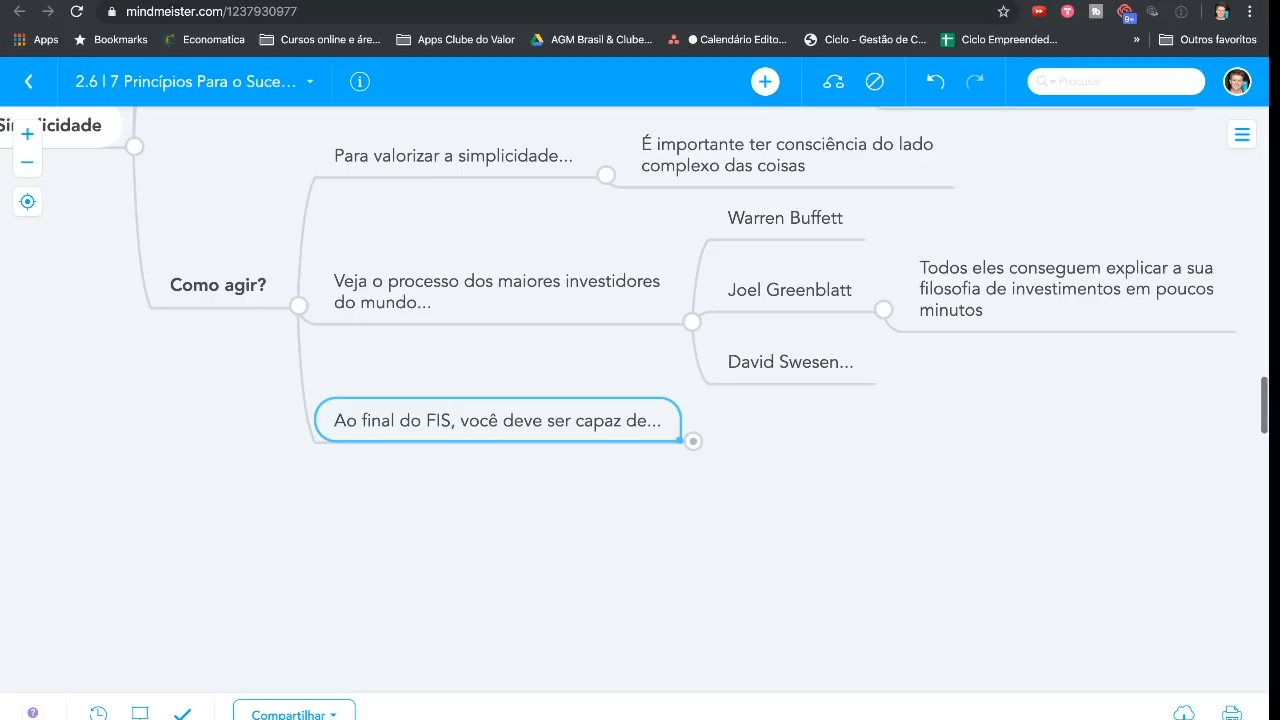 mindmeister.com/1237930977
Apps
Bookmarks
Economatica
Cursos online e áre...
Apps Clube do Valor
AGM Brasil & Clube...
Calendário Edito...
Ciclo - Gestão de C...
Ciclo Empreended...
»
Outros favoritos
2.6 | 7 Princípios Para o Suce...
Procurar
Para valorizar a simplicidade...
É importante ter consciência do lado
complexo das coisas
Warren Buffett
Como agir?
Veja o processo dos maiores investidores
do mundo...
Joel Greenblatt
Todos eles conseguem explicar a sua
filosofia de investimentos em poucos
minutos
David Swesen...
Ao final do FIS, você deve ser capaz de...
Compartilhar